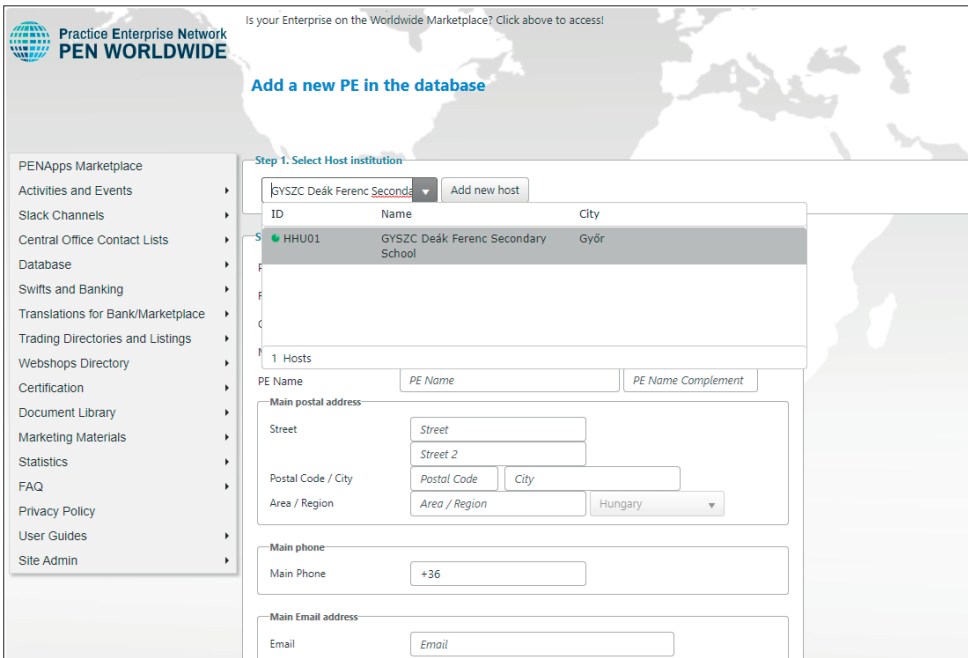 Practice Enterprise Network
PEN WORLDWIDE
Is your Enterprise on the Worldwide Marketplace? Click above to access!
Add a new PE in the database
PENApps Marketplace
Activities and Events
Slack Channels
Central Office Contact Lists
Database
Swifts and Banking
Translations for Bank/Marketplace
Trading Directories and Listings
Webshops Directory
Certification
Document Library
Marketing Materials
Statistics
FAQ
Privacy Policy
User Guides
Site Admin
Step 1. Select Host institution
GYSZC Deák Ferenc Seconda Add new host
ID Name City
HHU01 GYSZC Deák Ferenc Secondary Győr
School
1 Hosts
PE Name PE Name PE Name Complement
Main postal address
Street Street
Street 2
Postal Code / City Postal Code City
Area / Region Area / Region Hungary
Main phone
Main Phone +36
Main Email address
Email Email